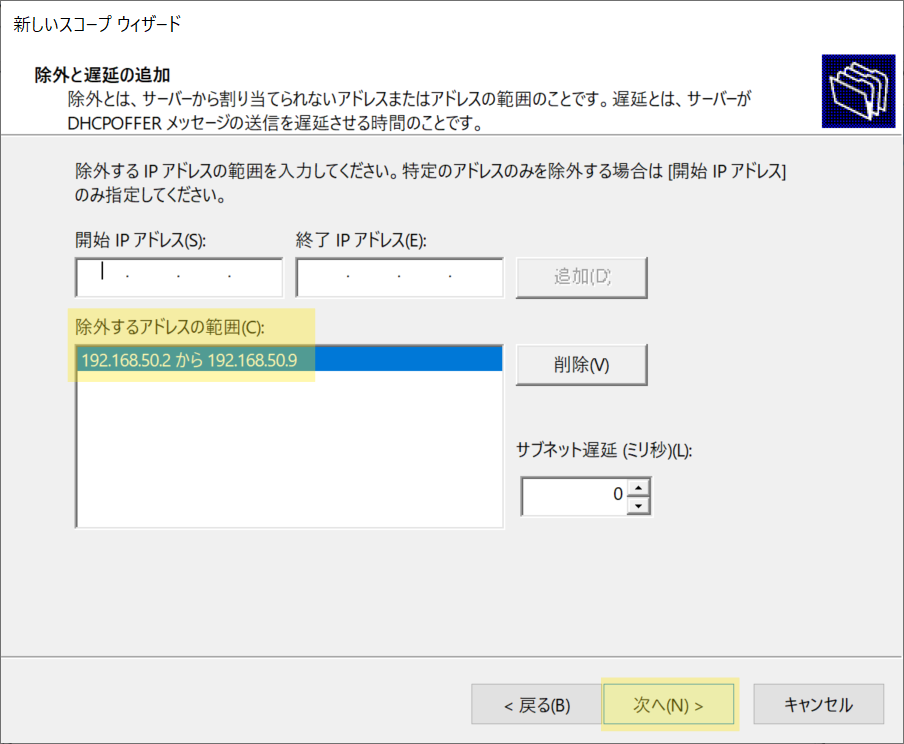 新しいスコープ ウィザード
除外と遅延の追加
除外とは、サーバーから割り当てられないアドレスまたはアドレスの範囲のことです。遅延とは、サーバーが
DHCPOFFER メッセージの送信を遅延させる時間のことです。
除外する IP アドレスの範囲を入力してください。特定のアドレスのみを除外する場合は [開始 IP アドレス]
のみ指定してください。
開始 IP アドレス(S):
終了 IP アドレス(E):
. . .
. . .
追加(D)
除外するアドレスの範囲(C):
192.168.50.2 から 192.168.50.9
削除(V)
サブネット遅延 (ミリ秒)(L):
0
< 戻る(B)
次へ(N) >
キャンセル